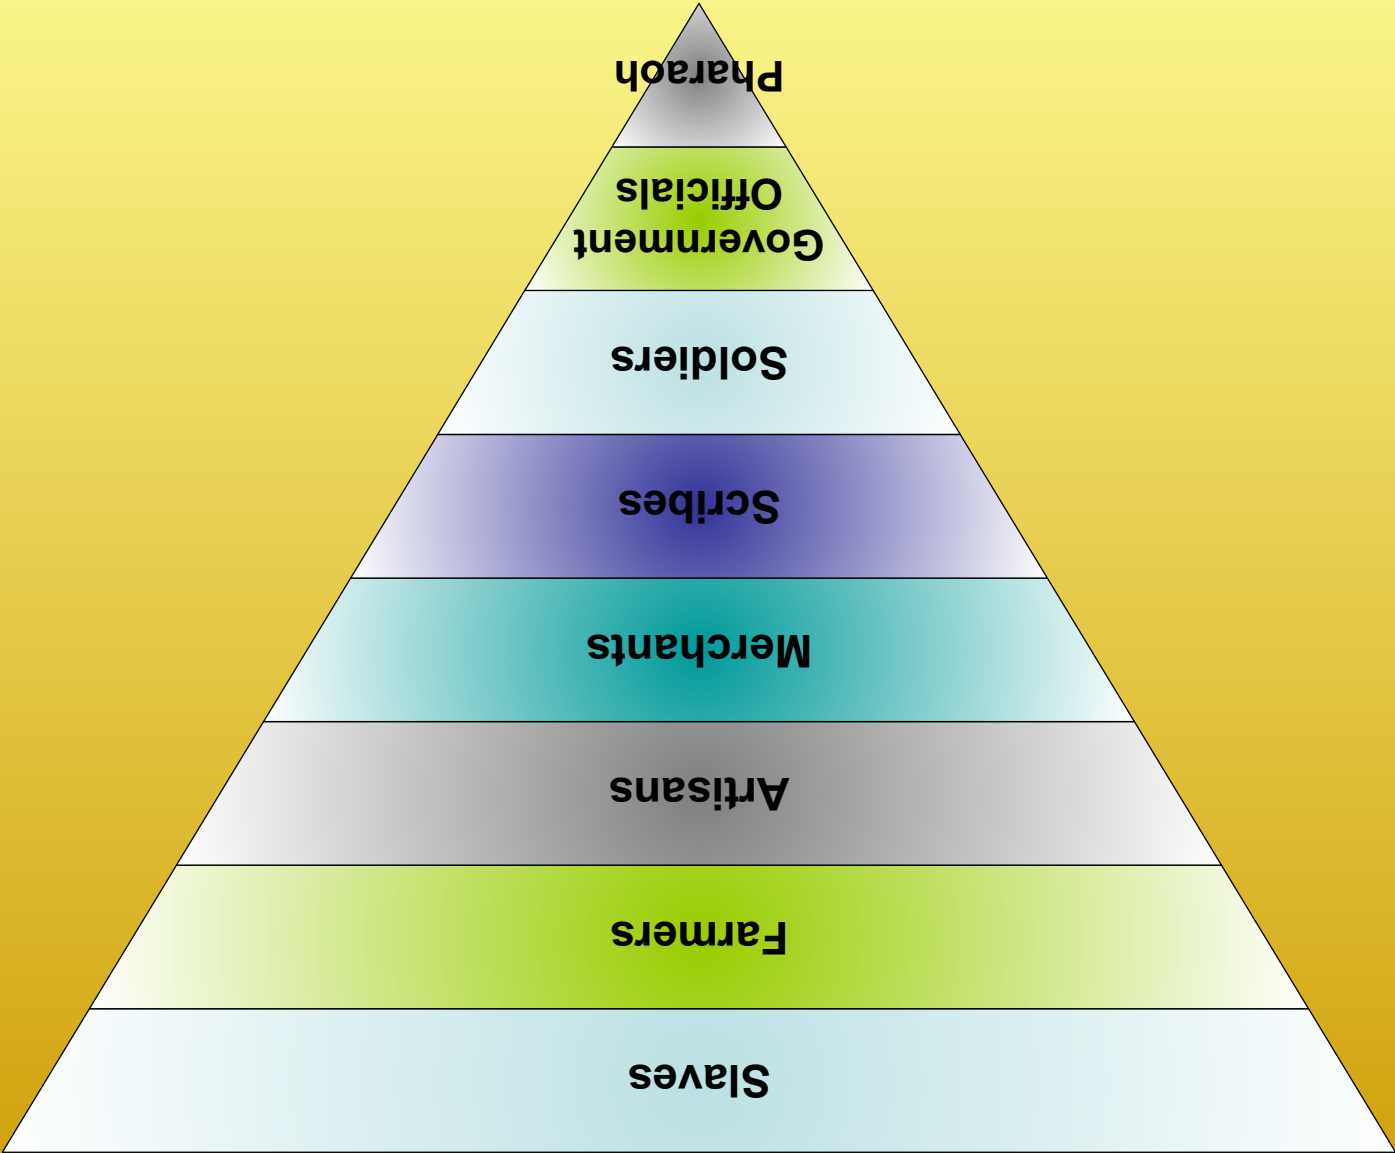 Slaves
Farmers
Artisans
Merchants
Scribes
Soldiers
Government
Officials
Pharaoh